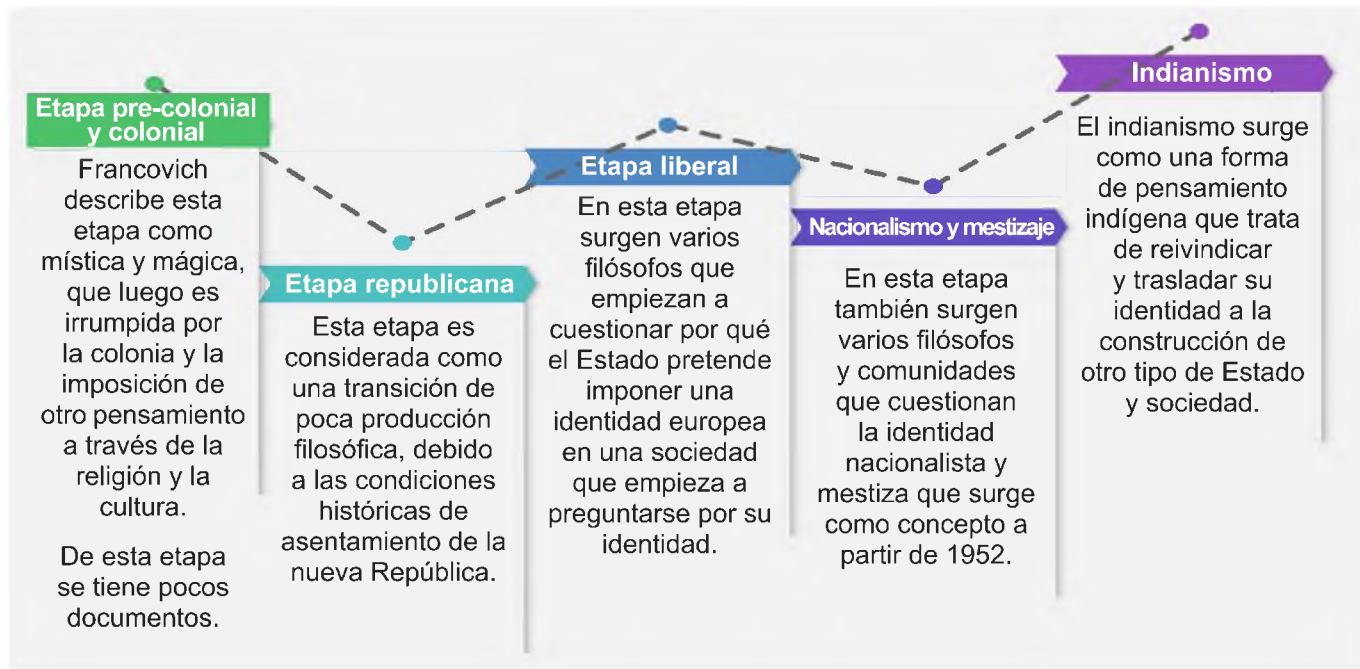 Etapa pre-colonial
y colonial
Francovich
describe esta
etapa como
mística y mágica,
que luego es
irrumpida por
la colonia y la
imposición de
otro pensamiento
a través de la
religión y la
cultura.
De esta etapa
se tiene pocos
documentos.
Etapa republicana
Esta etapa es
considerada como
una transición de
poca producción
filosófica, debido
a las condiciones
históricas de
asentamiento de la
nueva República.
Etapa liberal
En esta etapa
surgen varios
filósofos que
empiezan a
cuestionar por qué
el Estado pretende
imponer una
identidad europea
en una sociedad
que empieza a
preguntarse por su
identidad.
Nacionalismo y mestizaje
En esta etapa
también surgen
varios filósofos
y comunidades
que cuestionan
la identidad
nacionalista y
mestiza que surge
como concepto a
partir de 1952.
Indianismo
El indianismo surge
como una forma
de pensamiento
indígena que trata
de reivindicar
y trasladar su
identidad a la
construcción de
otro tipo de Estado
y sociedad.